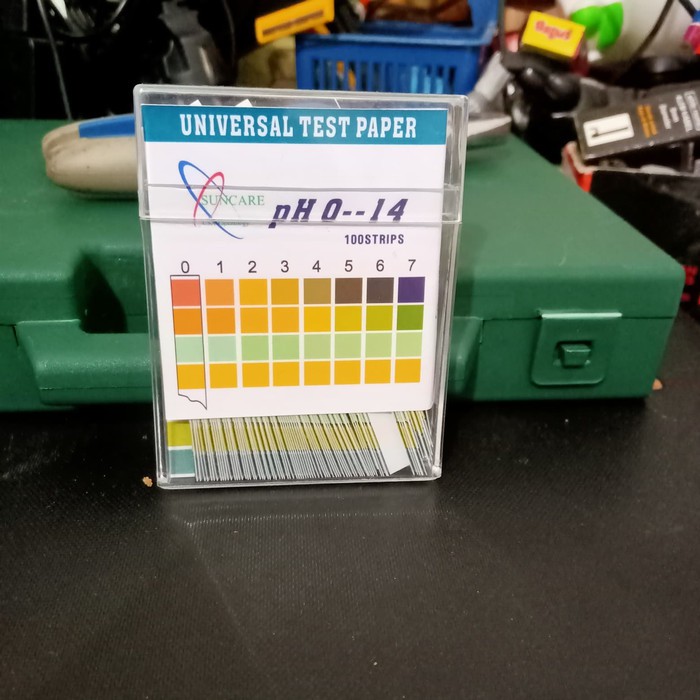 UNIVERSAL TEST PAPER
SUNCARE
pH 0--14
100STRIPS
0 1 2 3 4 5 6 7